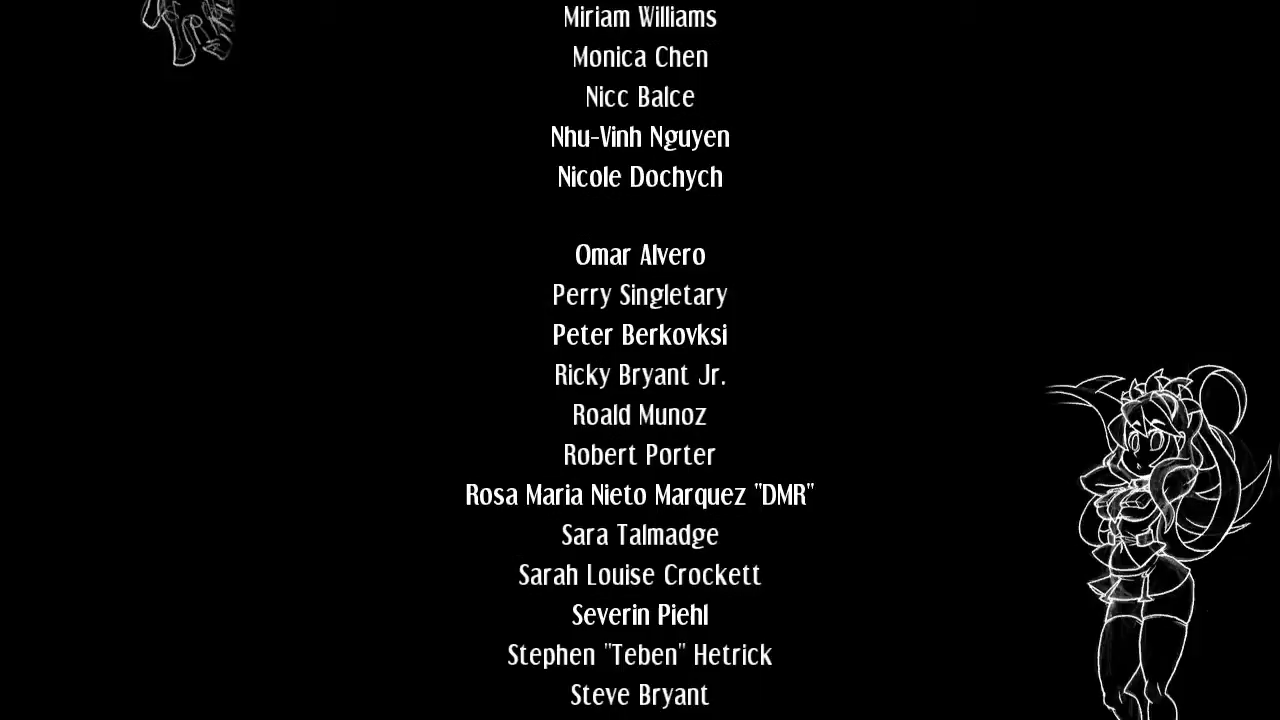 Miriam Williams
Monica Chen
Nicc Balce
Nhu-Vinh Nguyen
Nicole Dochych
Omar Alvero
Perry Singletary
Peter Berkovksi
Ricky Bryant Jr.
Roald Munoz
Robert Porter
Rosa Maria Nieto Marquez "DMR"
Sara Talmadge
Sarah Louise Crockett
Severin Piehl
Stephen "Teben" Hetrick
Steve Bryant